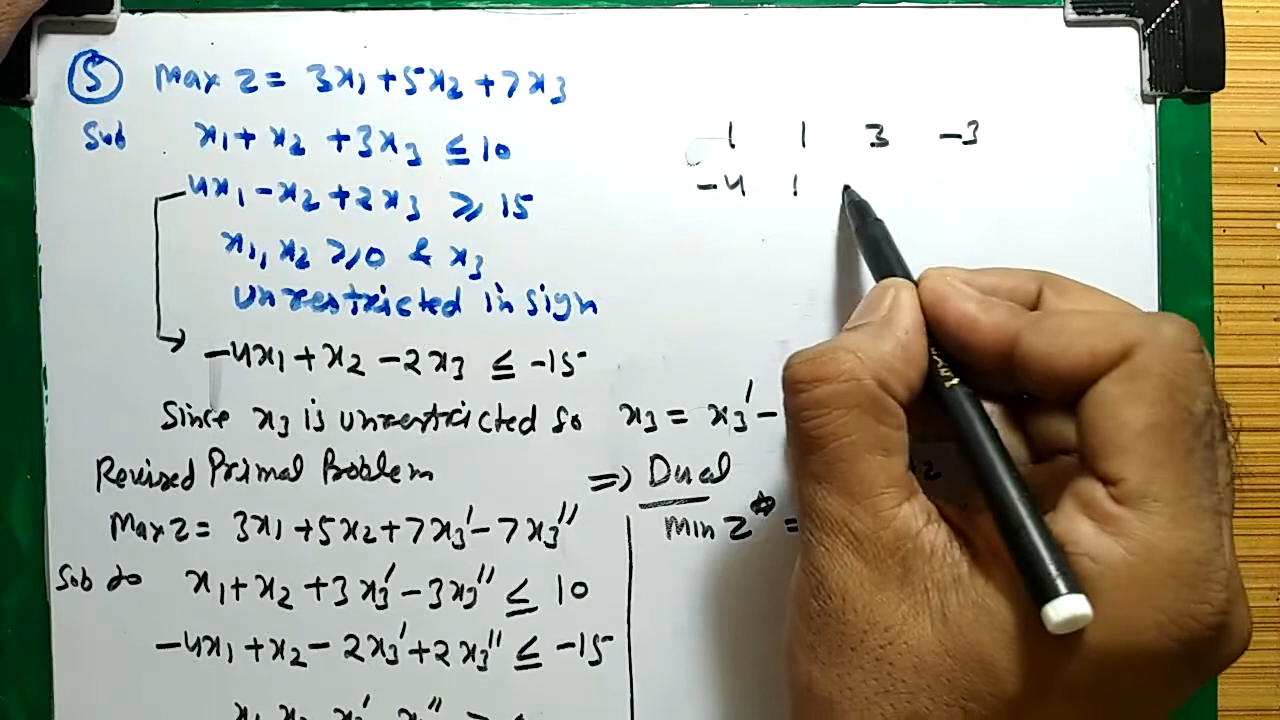 ⑤ Max Z = 3x₁ + 5x₂ + 7x₃
Sub x₁ + x₂ + 3x₃ ≤ 10
4x₁ - x₂ + 2x₃ ≥ 15
x₁, x₂ ≥ 0 & x₃
Unrestricted in sign
-4x₁ + x₂ - 2x₃ ≤ -15
Since x₃ is unrestricted so x₃ = x₃' -
Revised Primal Problem
Max Z = 3x₁ + 5x₂ + 7x₃' - 7x₃''
Sub to x₁ + x₂ + 3x₃' - 3x₃'' ≤ 10
-4x₁ + x₂ - 2x₃' + 2x₃'' ≤ -15
1 1 3 -3
-4 1
=> Dual
Min Z* =